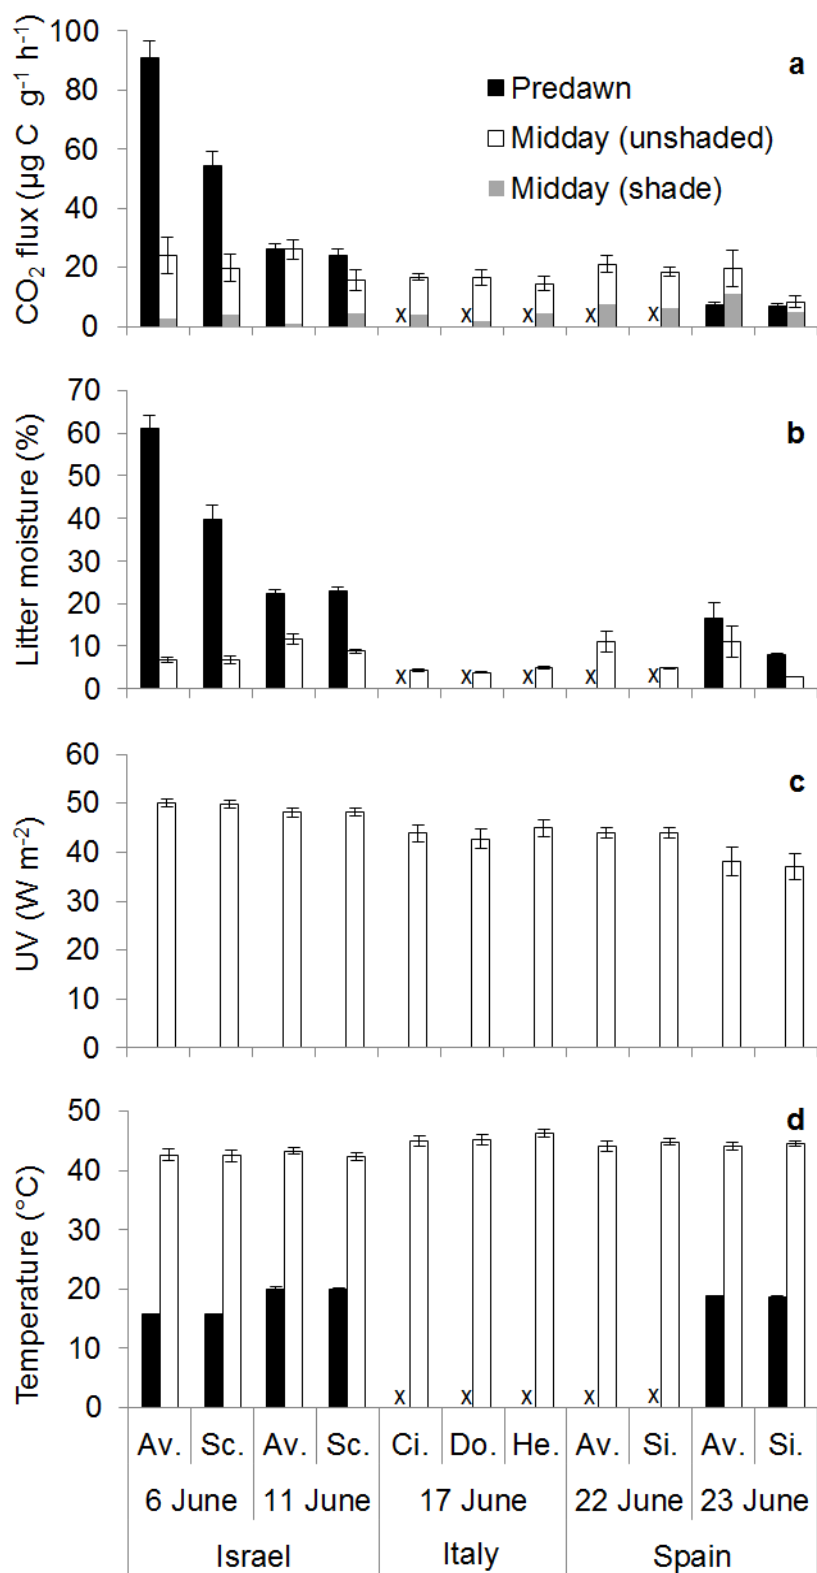 a
Predawn
Midday (unshaded)
Midday (shade)
CO₂ flux (µg C g⁻¹ h⁻¹)
100
80
60
40
20
0
x x x x x
b
Litter moisture (%)
70
60
50
40
30
20
10
0
x x x x x
c
UV (W m⁻²)
60
50
40
30
20
10
0
d
Temperature (°C)
50
40
30
20
10
0
x x x x x
Av. Sc. Av. Sc. Ci. Do. He. Av. Si. Av. Si.
6 June 11 June 17 June 22 June 23 June
Israel Italy Spain